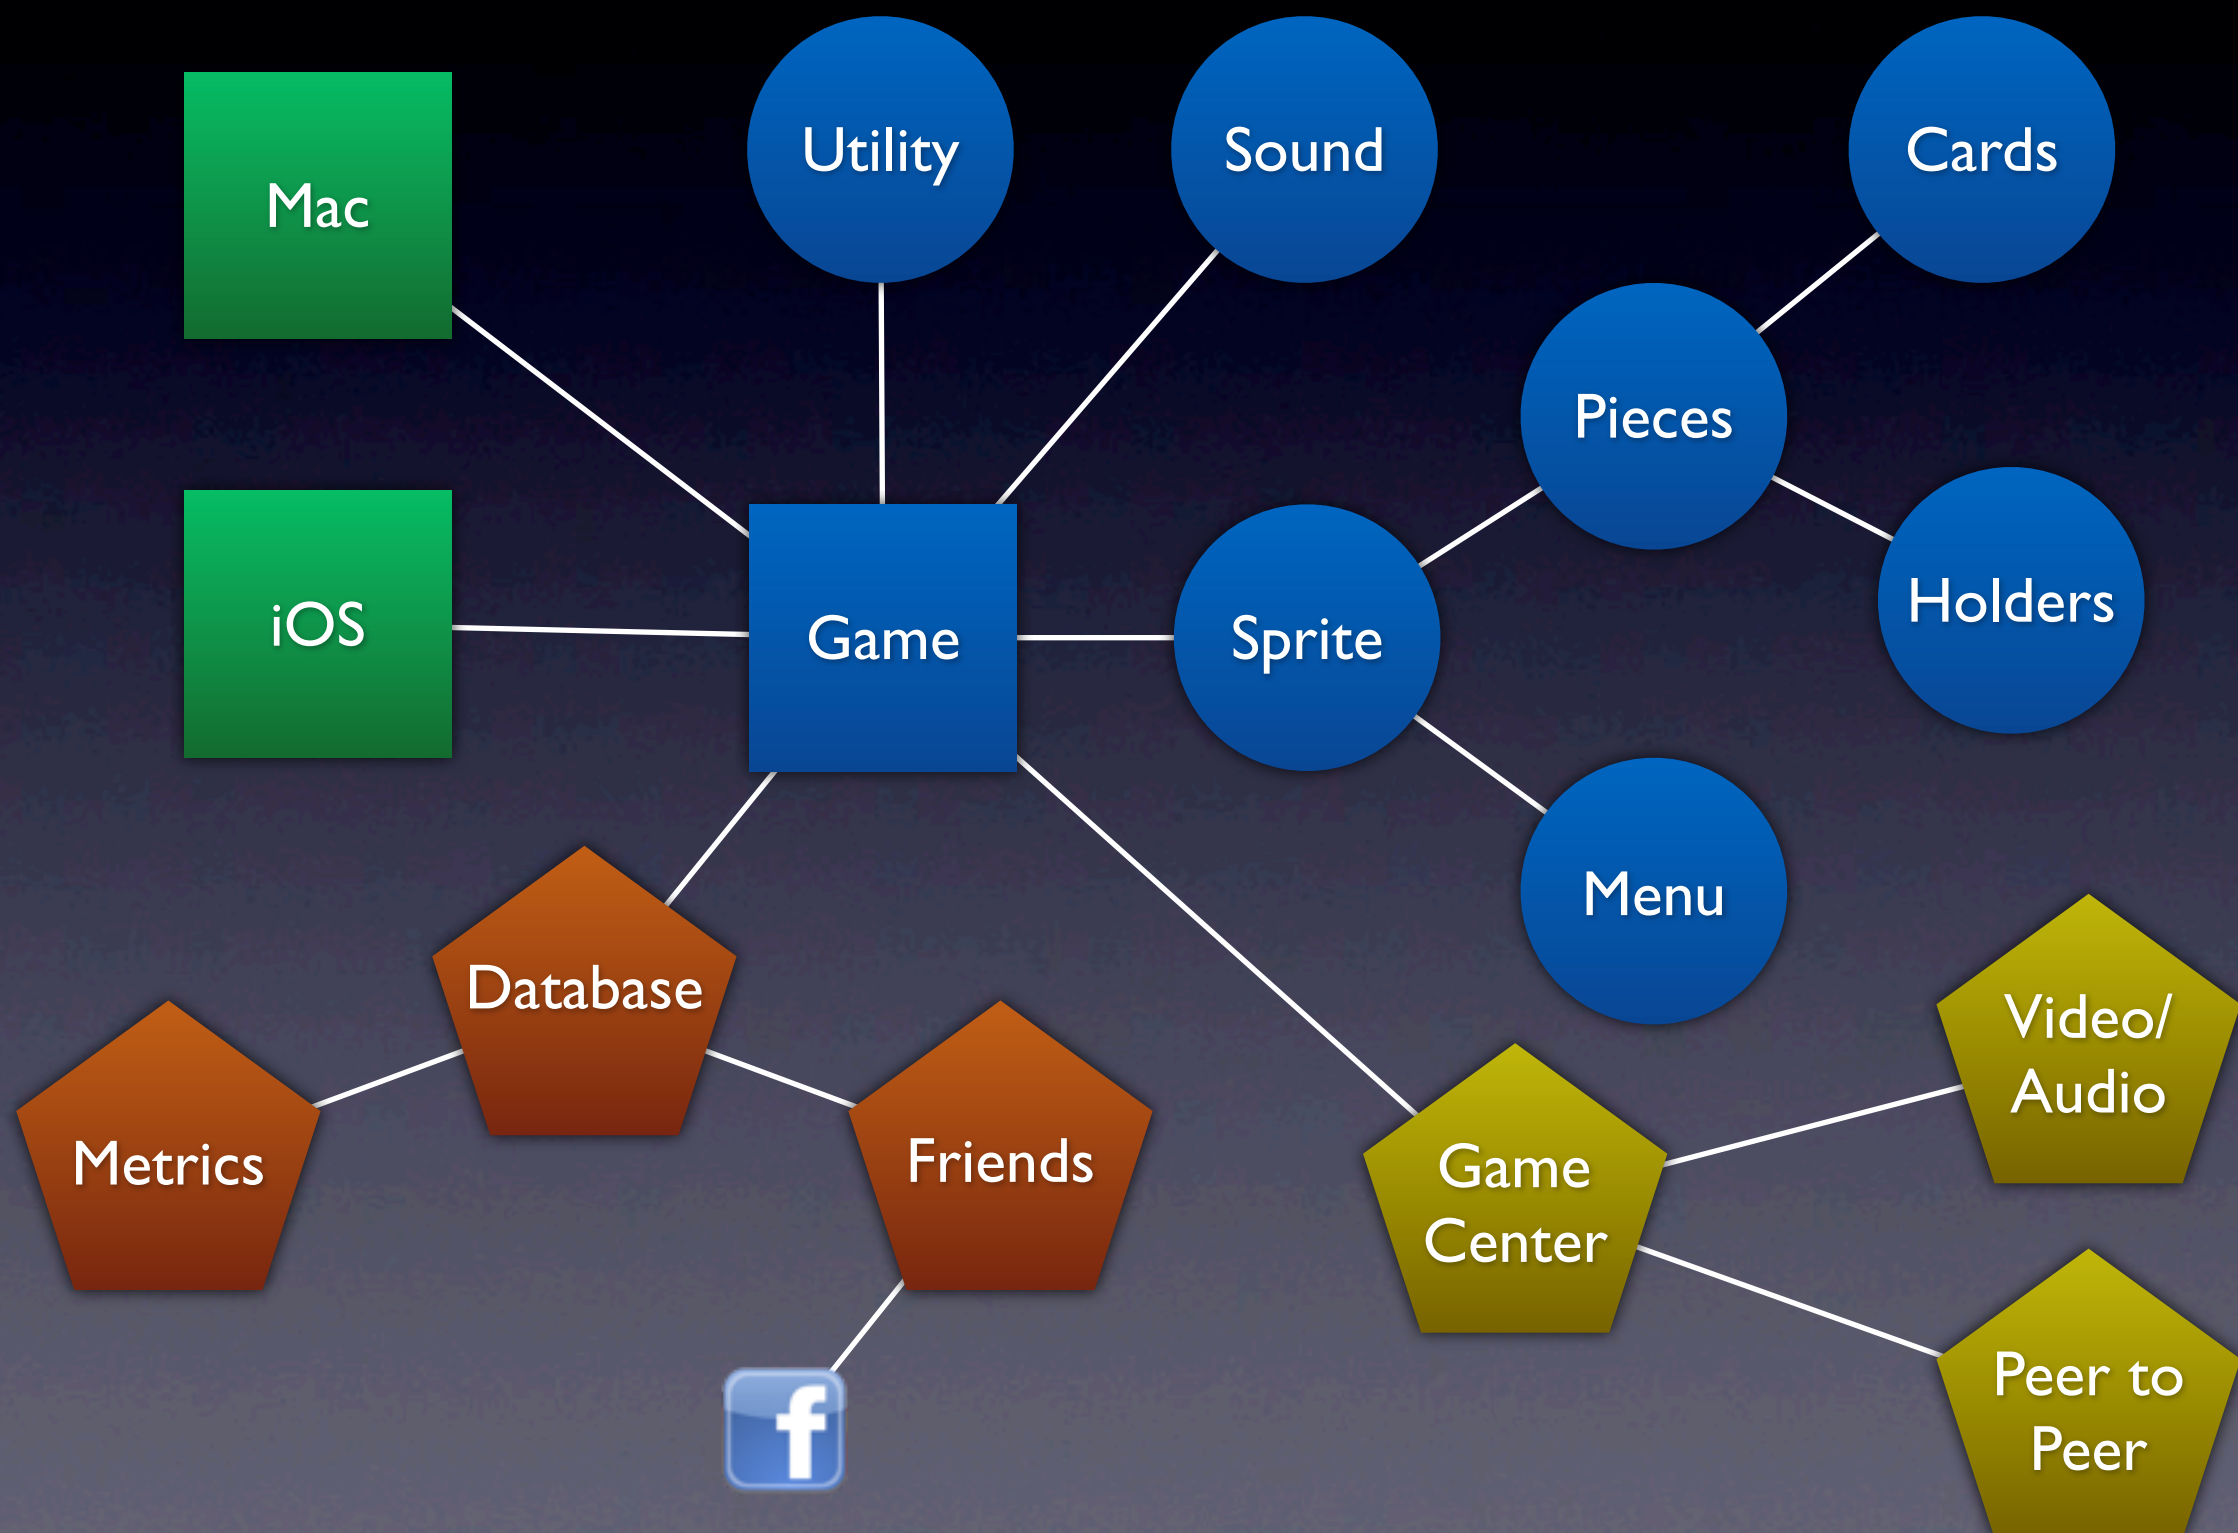 Mac
Utility
Sound
Cards
Pieces
iOS
Game
Sprite
Holders
Menu
Database
Metrics
Friends
Game
Center
Video/
Audio
Peer to
Peer
f